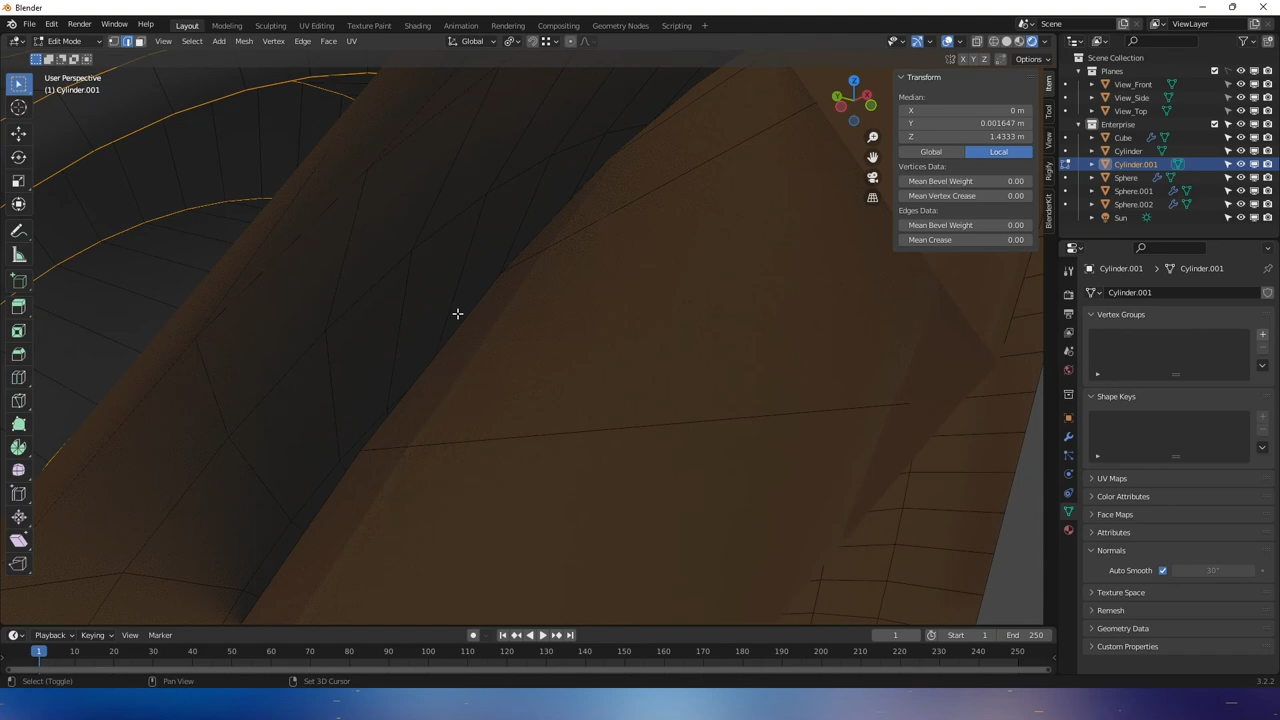 Blender
File Edit Render Window Help Layout Modeling Sculpting UV Editing Texture Paint Shading Animation Rendering Compositing Geometry Nodes Scripting + Scene ViewLayer
Edit Mode View Select Add Mesh Vertex Edge Face UV Global
X Y Z Options
User Perspective
(1) Cylinder.001
Z
Y
X
Transform
Median:
X 0 m
Y 0.001647 m
Z 1.4333 m
Global Local
Vertices Data:
Mean Bevel Weight 0.00
Mean Vertex Crease 0.00
Edges Data:
Mean Bevel Weight 0.00
Mean Crease 0.00
Item
Tool
View
Rigify
BlenderKit
Scene Collection
Planes
View_Front
View_Side
View_Top
Enterprise
Cube
Cylinder
Cylinder.001
Sphere
Sphere.001
Sphere.002
Sun
Cylinder.001 > Cylinder.001
Cylinder.001
Vertex Groups
Shape Keys
UV Maps
Color Attributes
Face Maps
Attributes
Normals
Auto Smooth 30°
Texture Space
Remesh
Geometry Data
Custom Properties
Playback Keying View Marker 1 Start 1 End 250
1 10 20 30 40 50 60 70 80 90 100 110 120 130 140 150 160 170 180 190 200 210 220 230 240 250
Select (Toggle) Pan View Set 3D Cursor 3.2.2